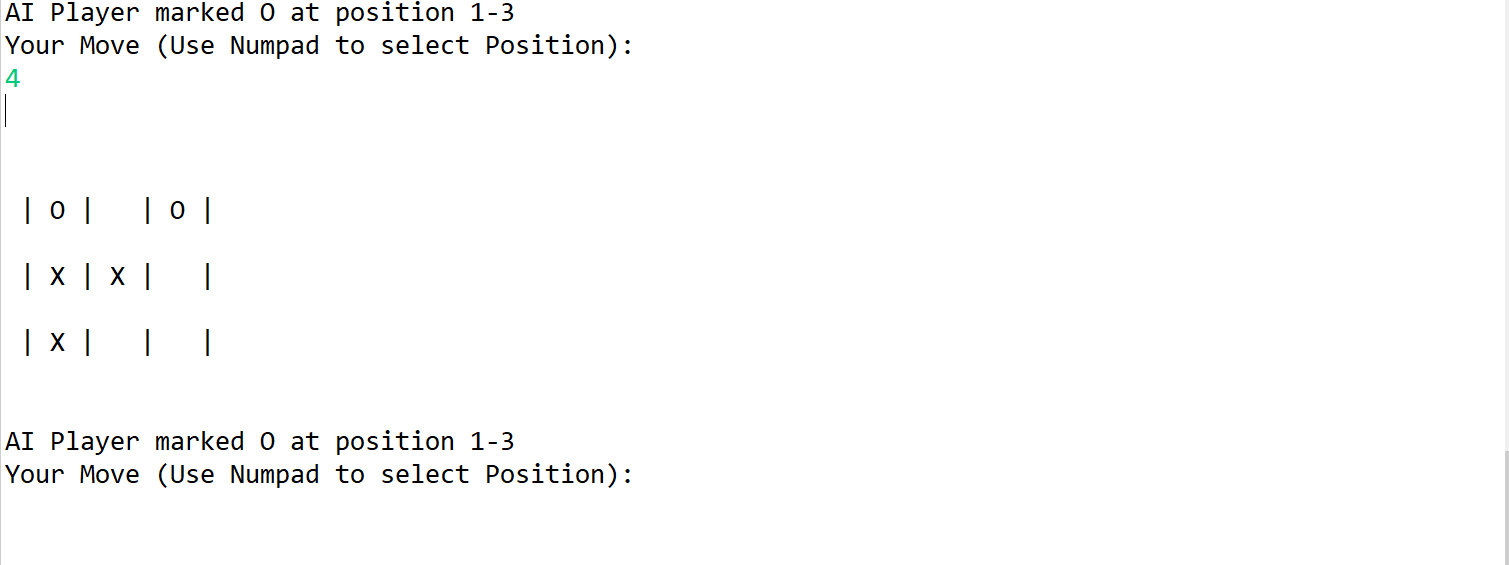 AI Player marked O at position 1-3
Your Move (Use Numpad to select Position):
4
| O |   | O |
| X | X |   |
| X |   |   |
AI Player marked O at position 1-3
Your Move (Use Numpad to select Position):